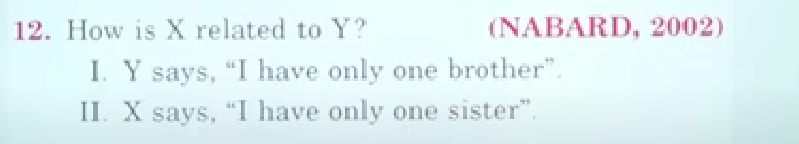 12. How is X related to Y? (NABARD, 2002)
I. Y says, “I have only one brother”.
II. X says, “I have only one sister”.